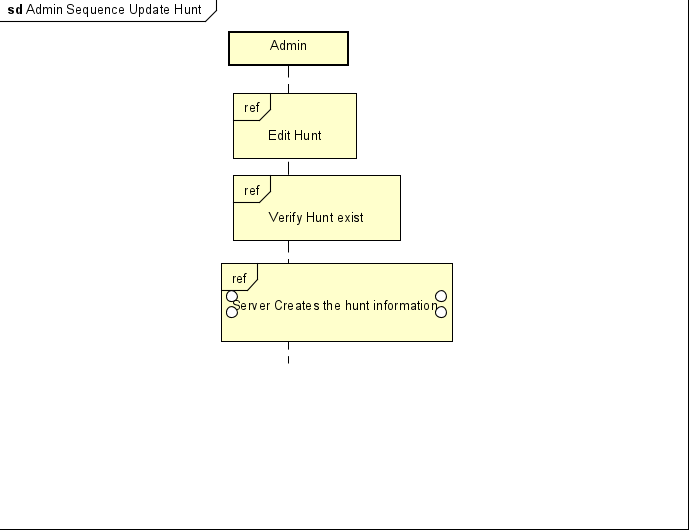 sd Admin Sequence Update Hunt
Admin
ref
Edit Hunt
ref
Verify Hunt exist
ref
Server Creates the hunt information